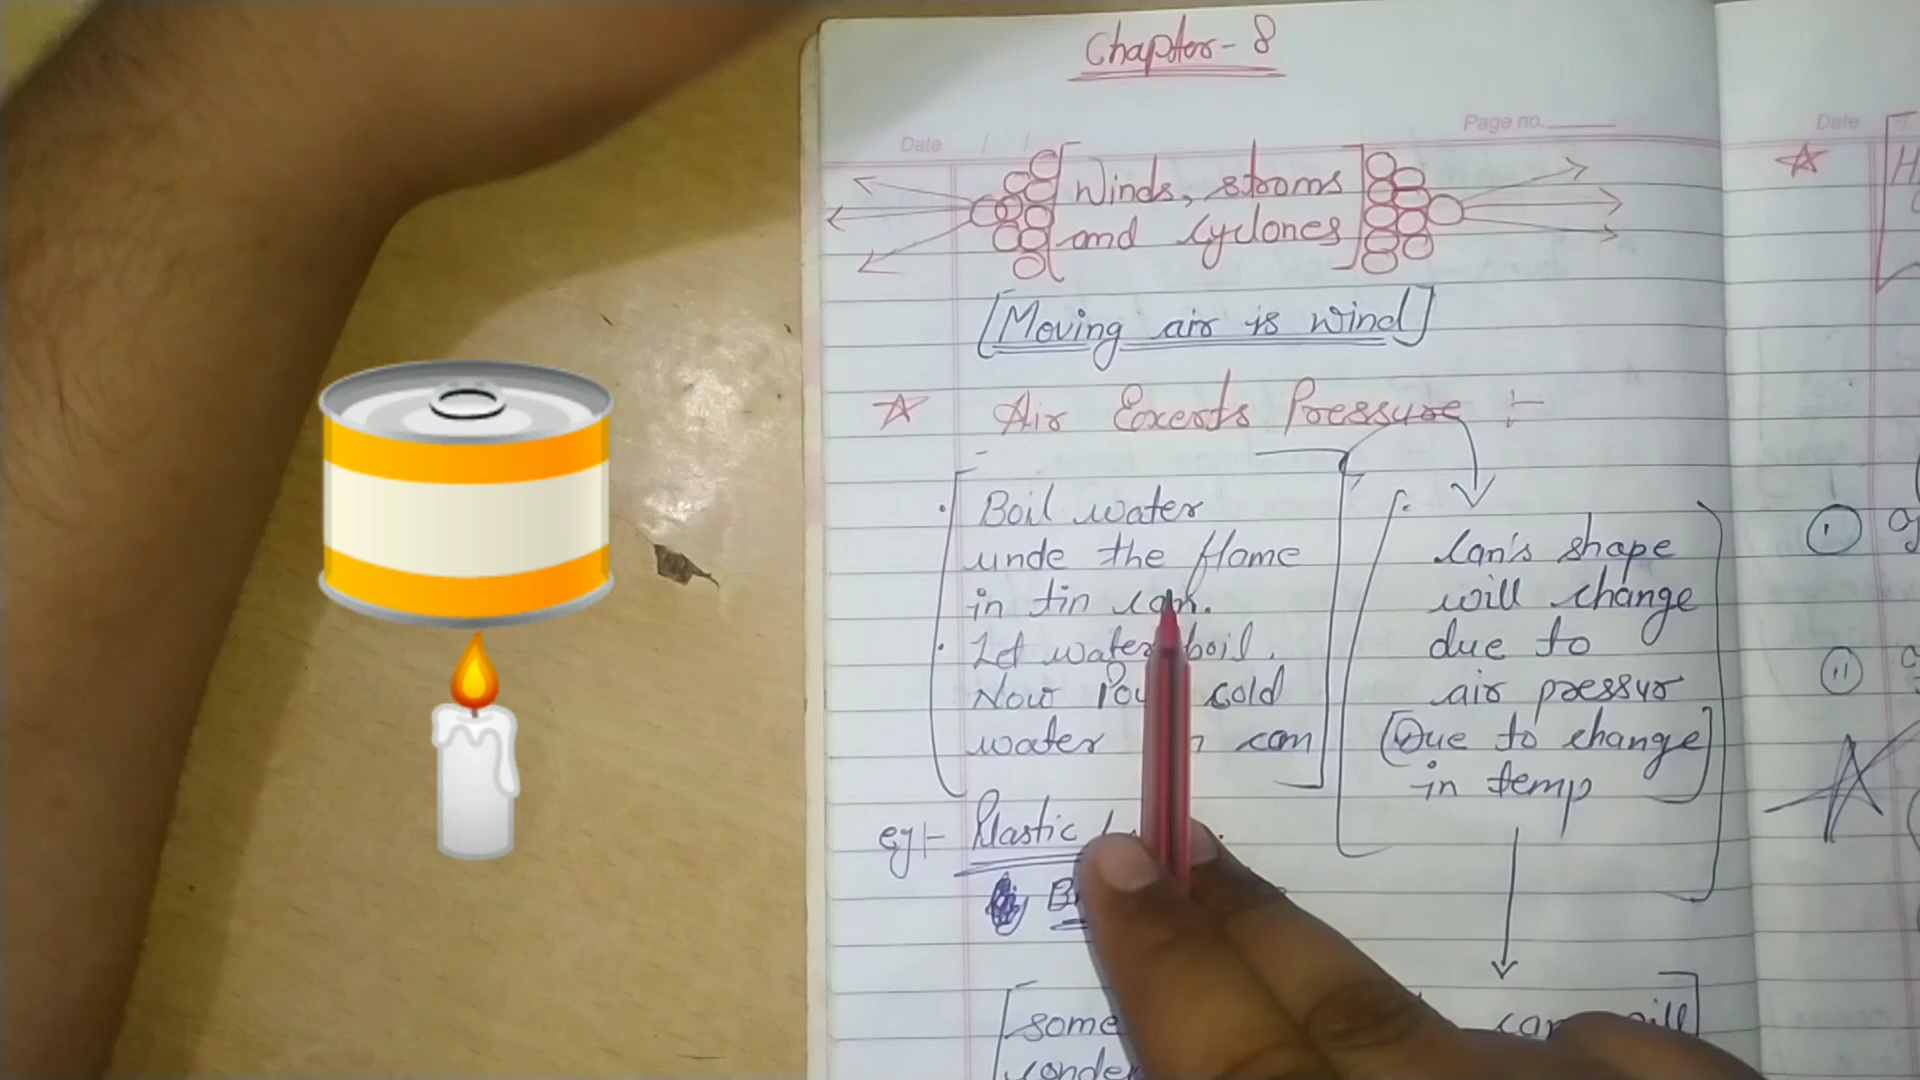 Chapter - 8
Date / /
Page no.
Winds, stroms
and cyclones
[Moving air is wind]
Air Exerts Pressure :-
Boil water
unde the flame
in tin can.
Let water boil.
Now cold
water can
Can's shape
will change
due to
air pressur
(Due to change
in temp
eg:- Plastic
some
will
Date